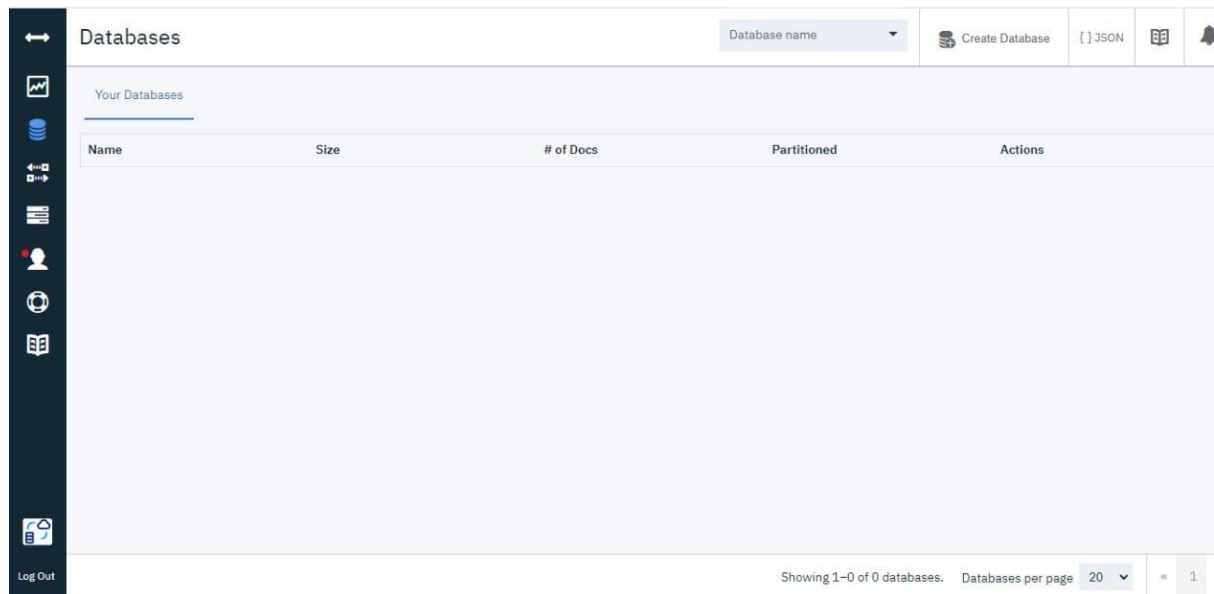 Databases
Database name
Create Database
{ } JSON
Your Databases
Name Size # of Docs Partitioned Actions
Log Out
Showing 1–0 of 0 databases. Databases per page 20 « 1